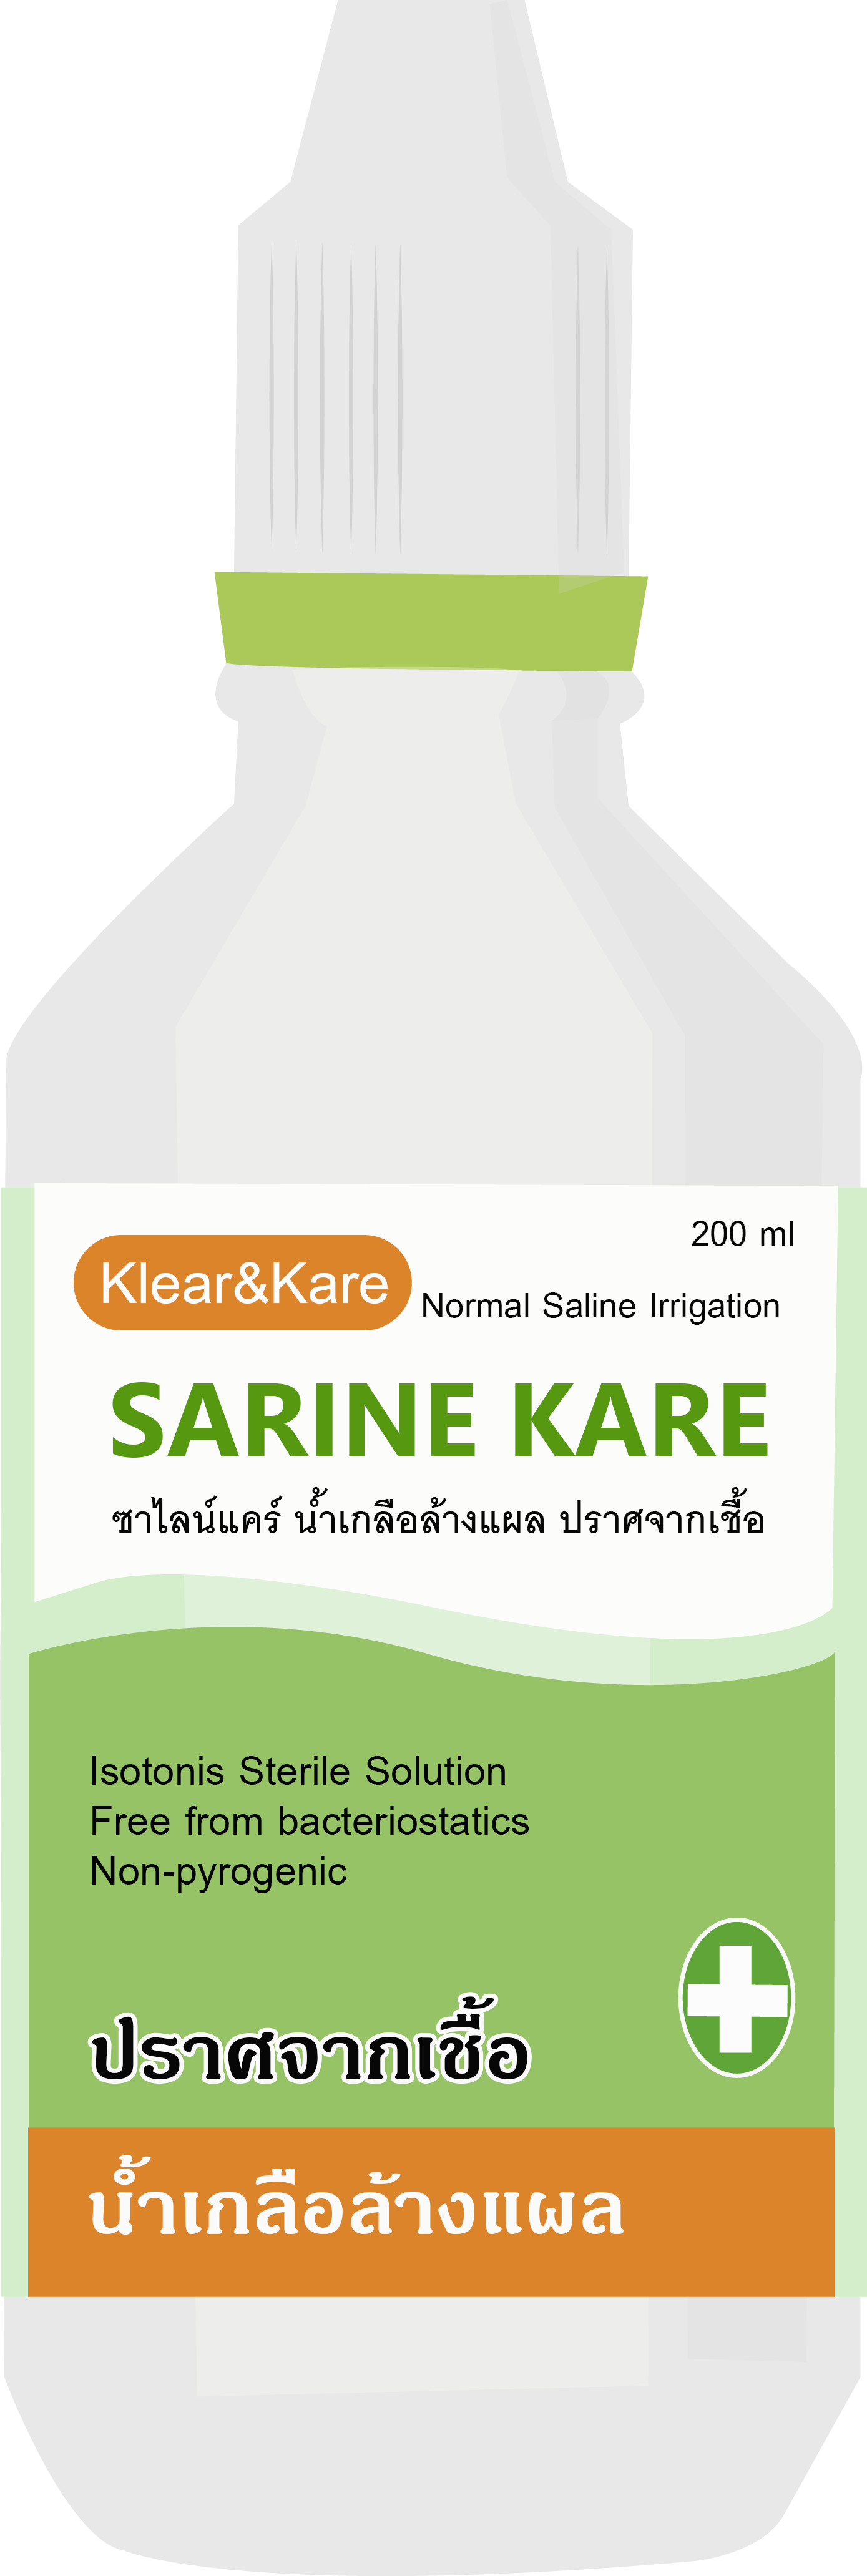 200 ml
Klear&Kare
Normal Saline Irrigation
SARINE KARE
ซาไลน์แคร์ น้ำเกลือล้างแผล ปราศจากเชื้อ
Isotonis Sterile Solution
Free from bacteriostatics
Non-pyrogenic
ปราศจากเชื้อ
น้ำเกลือล้างแผล